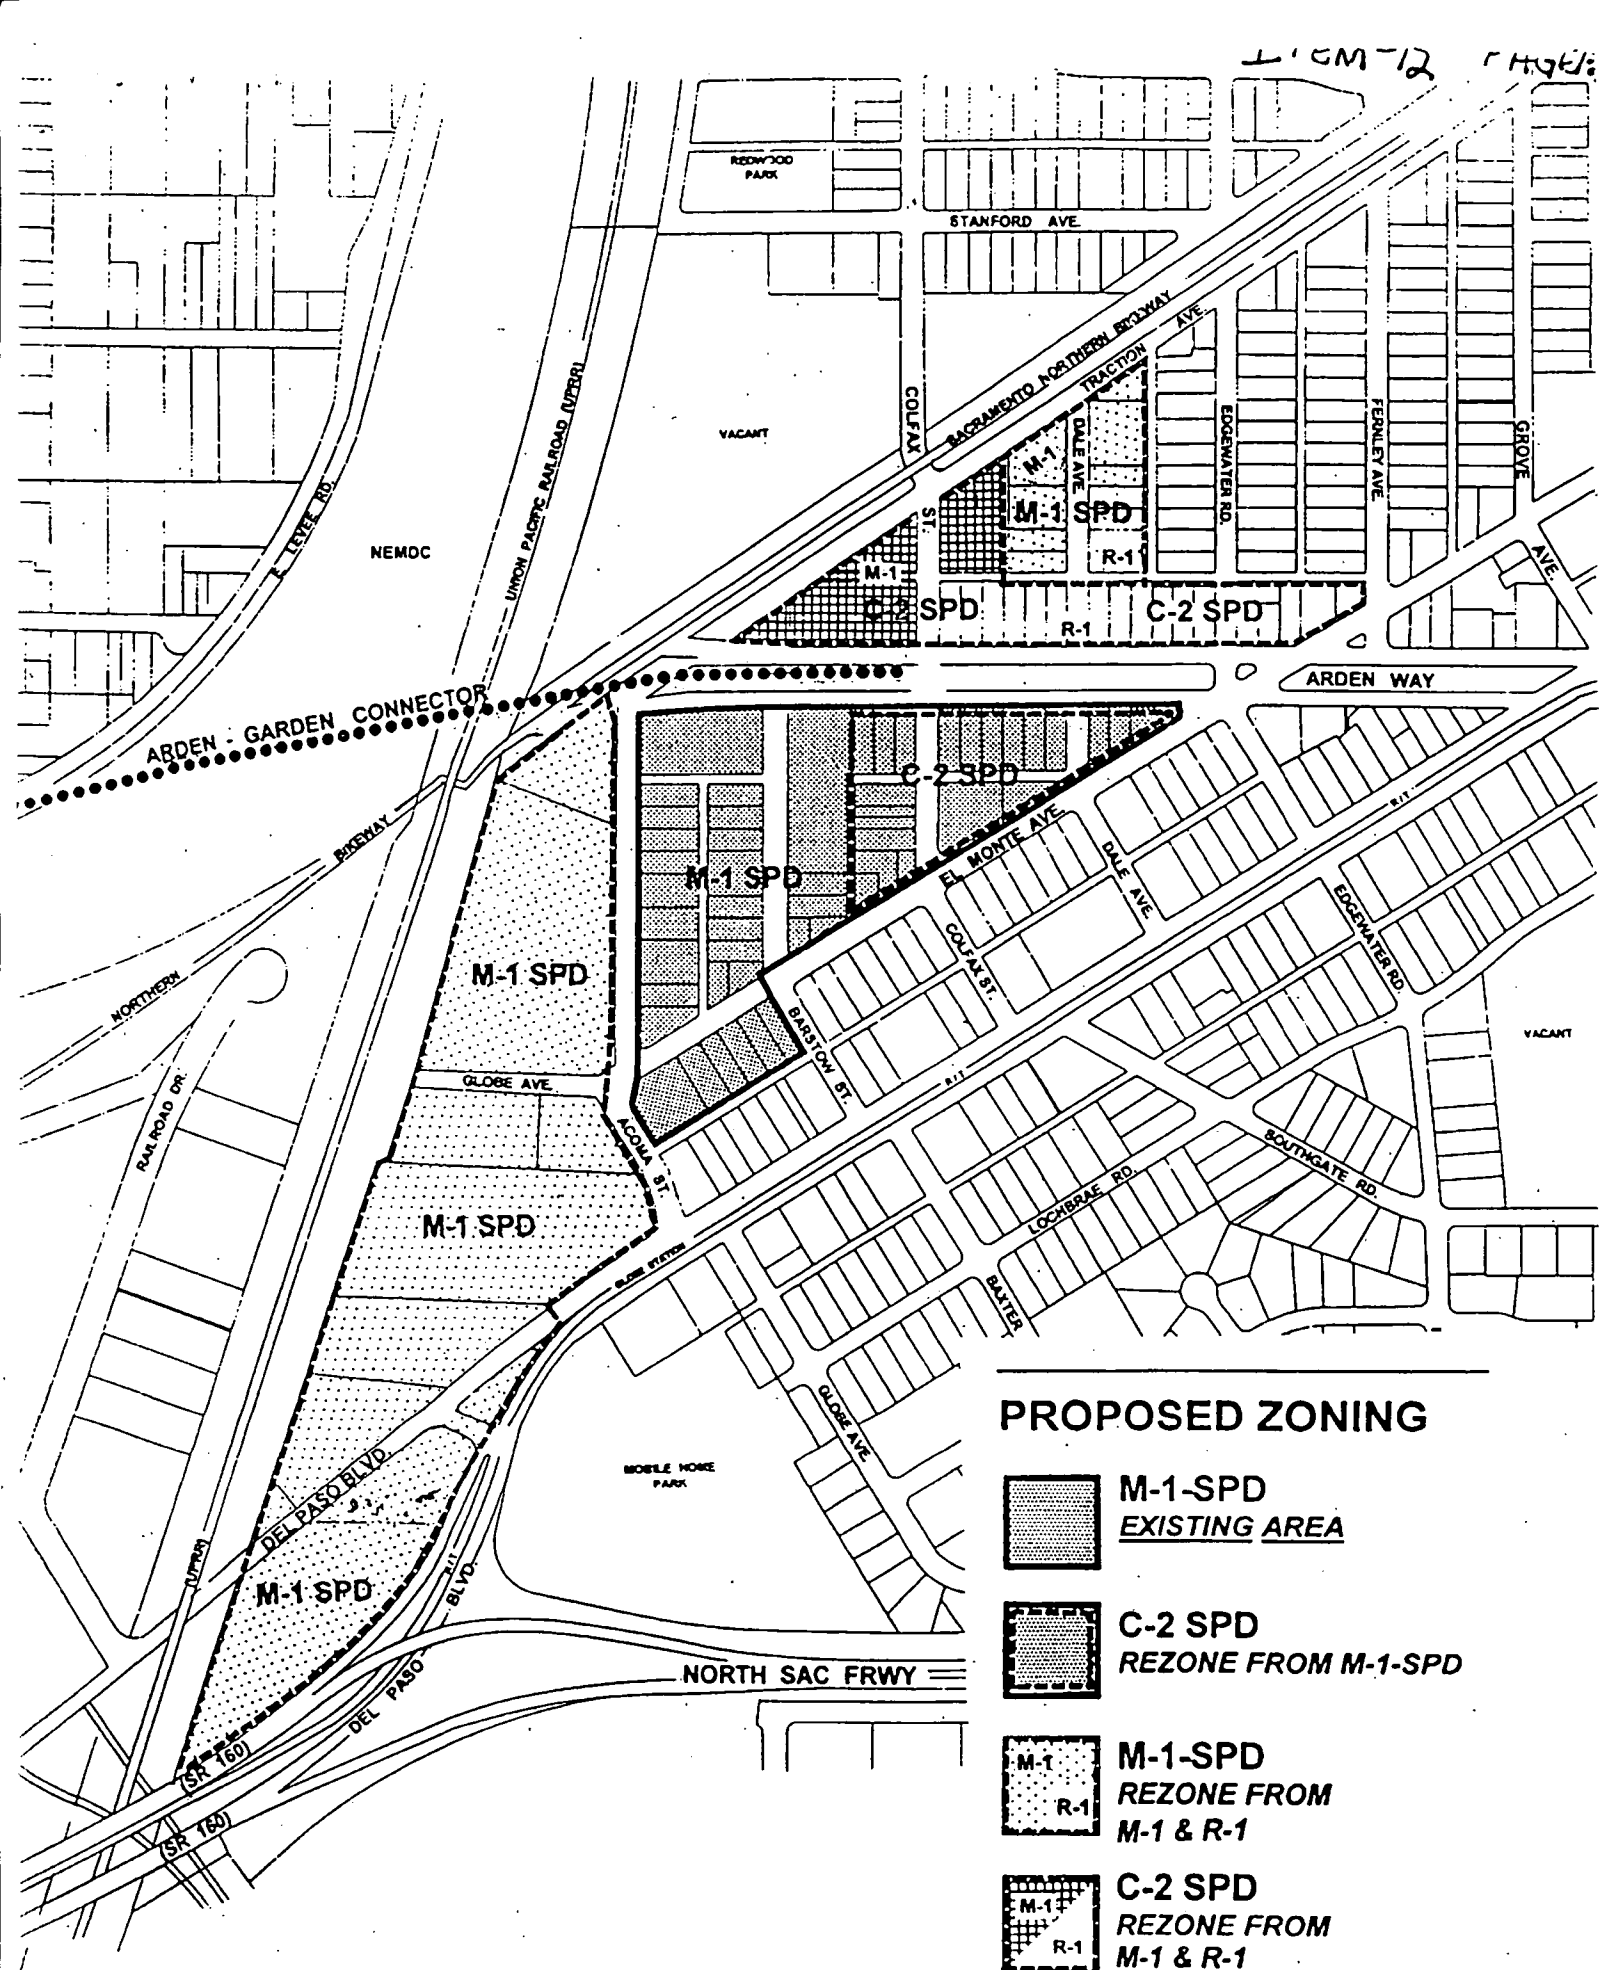 ITEM-12 PAGE
REDWOOD
PARK
STANFORD AVE.
SACRAMENTO NORTHERN BIKEWAY
TRACTION AVE.
UNION PACIFIC RAILROAD (UPRR)
COLFAX
ST.
VACANT
DALE AVE
EDGEWATER RD.
FERNLEY AVE
GROVE
AVE.
M-1
M-1 SPD
R-1
E. LEVEE RD.
NEMDC
M-1
C-2 SPD
C-2 SPD
R-1
ARDEN WAY
ARDEN - GARDEN CONNECTOR
C-2 SPD
BIKEWAY
EL MONTE AVE.
DALE AVE.
R/T
M-1 SPD
EDGEWATER RD.
COLFAX ST.
M-1 SPD
NORTHERN
BARSTOW ST.
VACANT
GLOBE AVE.
R/T
RAILROAD DR.
ACOMA ST.
SOUTHGATE RD.
LOCHBRAE RD.
M-1 SPD
GLOBE STATION
BAXTER
GLOBE AVE.
MOBILE HOME
PARK
DEL PASO BLVD.
(UPRR)
R/T
M-1 SPD
DEL PASO BLVD.
NORTH SAC FRWY
(SR 160)
(SR 160)
PROPOSED ZONING
M-1-SPD
EXISTING AREA
C-2 SPD
REZONE FROM M-1-SPD
M-1
R-1
M-1-SPD
REZONE FROM
M-1 & R-1
M-1
R-1
C-2 SPD
REZONE FROM
M-1 & R-1